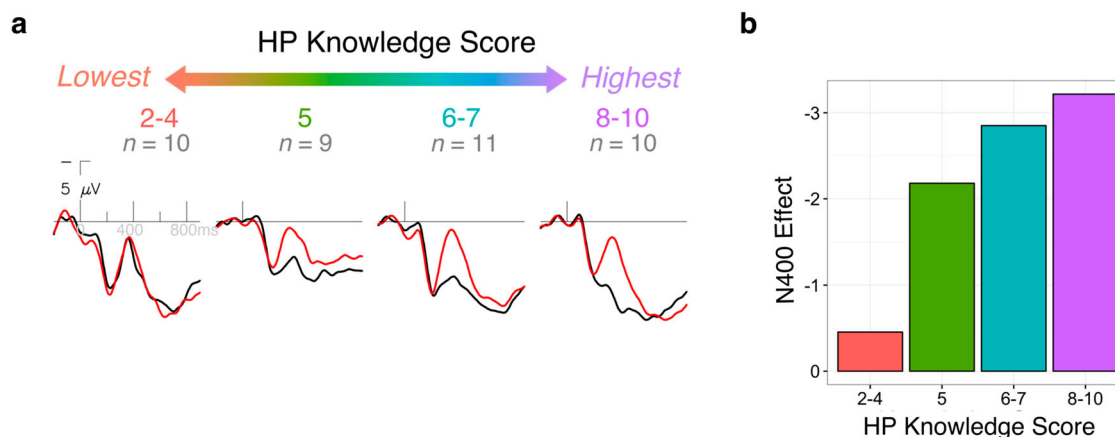 a
HP Knowledge Score
Lowest
Highest
2-4
5
6-7
8-10
n = 10
n = 9
n = 11
n = 10
–
5 μV
400
800ms
b
N400 Effect
-3
-2
-1
0
2-4
5
6-7
8-10
HP Knowledge Score